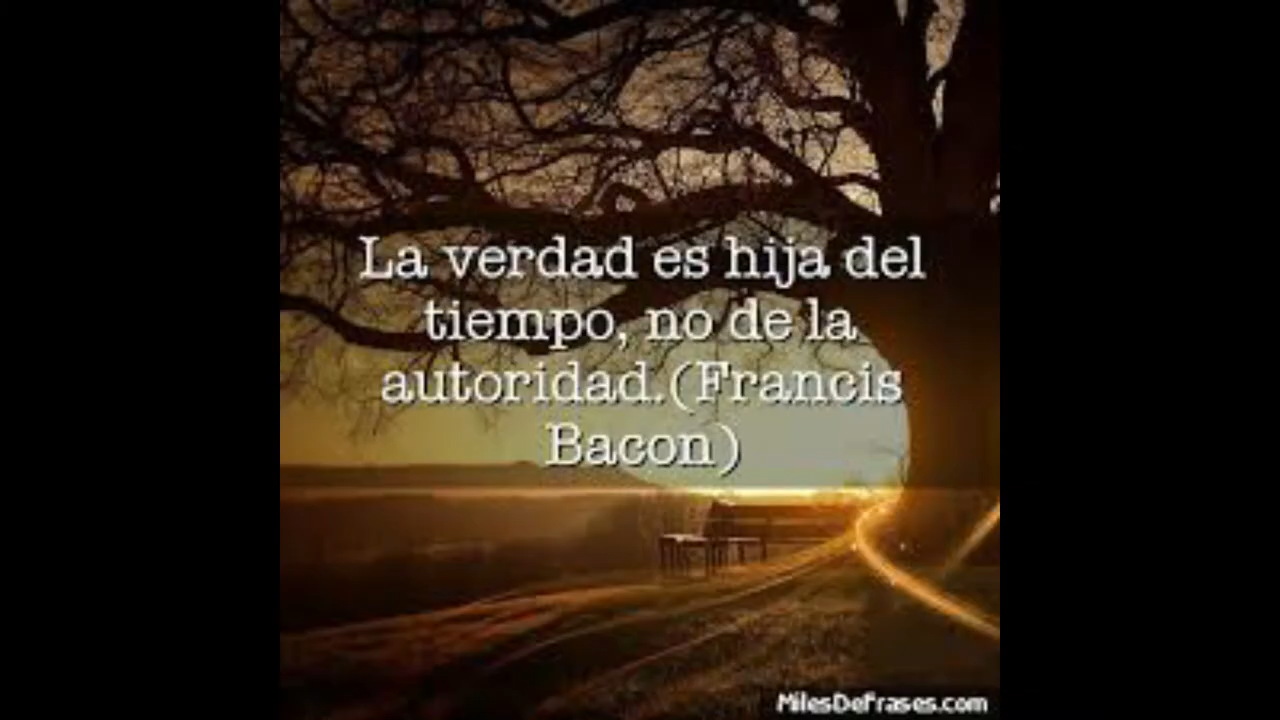 La verdad es hija del
tiempo, no de la
autoridad.(Francis
Bacon)
MilesDeFrases.com